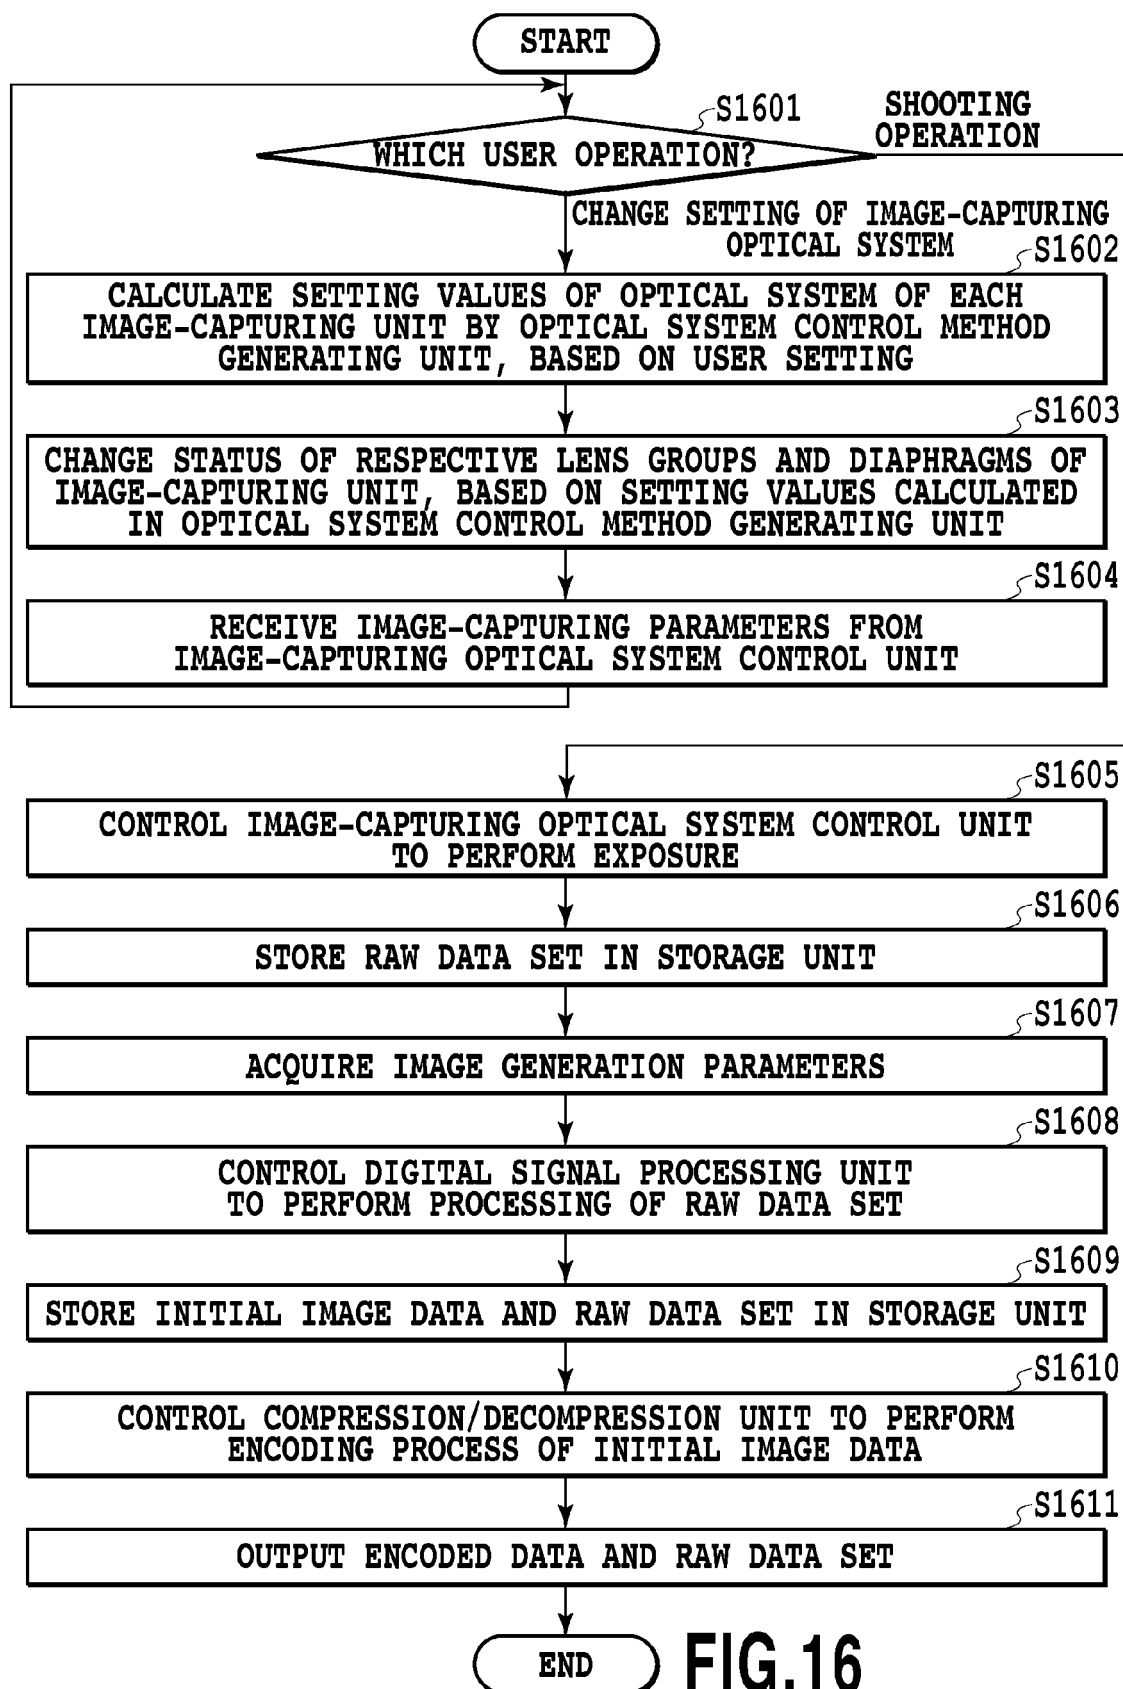 START
S1601
SHOOTING
OPERATION
WHICH USER OPERATION?
CHANGE SETTING OF IMAGE-CAPTURING
OPTICAL SYSTEM
S1602
CALCULATE SETTING VALUES OF OPTICAL SYSTEM OF EACH
IMAGE-CAPTURING UNIT BY OPTICAL SYSTEM CONTROL METHOD
GENERATING UNIT, BASED ON USER SETTING
S1603
CHANGE STATUS OF RESPECTIVE LENS GROUPS AND DIAPHRAGMS OF
IMAGE-CAPTURING UNIT, BASED ON SETTING VALUES CALCULATED
IN OPTICAL SYSTEM CONTROL METHOD GENERATING UNIT
S1604
RECEIVE IMAGE-CAPTURING PARAMETERS FROM
IMAGE-CAPTURING OPTICAL SYSTEM CONTROL UNIT
S1605
CONTROL IMAGE-CAPTURING OPTICAL SYSTEM CONTROL UNIT
TO PERFORM EXPOSURE
S1606
STORE RAW DATA SET IN STORAGE UNIT
S1607
ACQUIRE IMAGE GENERATION PARAMETERS
S1608
CONTROL DIGITAL SIGNAL PROCESSING UNIT
TO PERFORM PROCESSING OF RAW DATA SET
S1609
STORE INITIAL IMAGE DATA AND RAW DATA SET IN STORAGE UNIT
S1610
CONTROL COMPRESSION/DECOMPRESSION UNIT TO PERFORM
ENCODING PROCESS OF INITIAL IMAGE DATA
S1611
OUTPUT ENCODED DATA AND RAW DATA SET
END
FIG.16